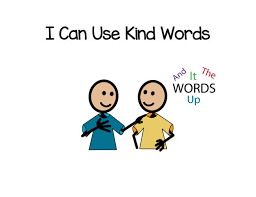 I Can Use Kind Words
And It The
WORDS
Up